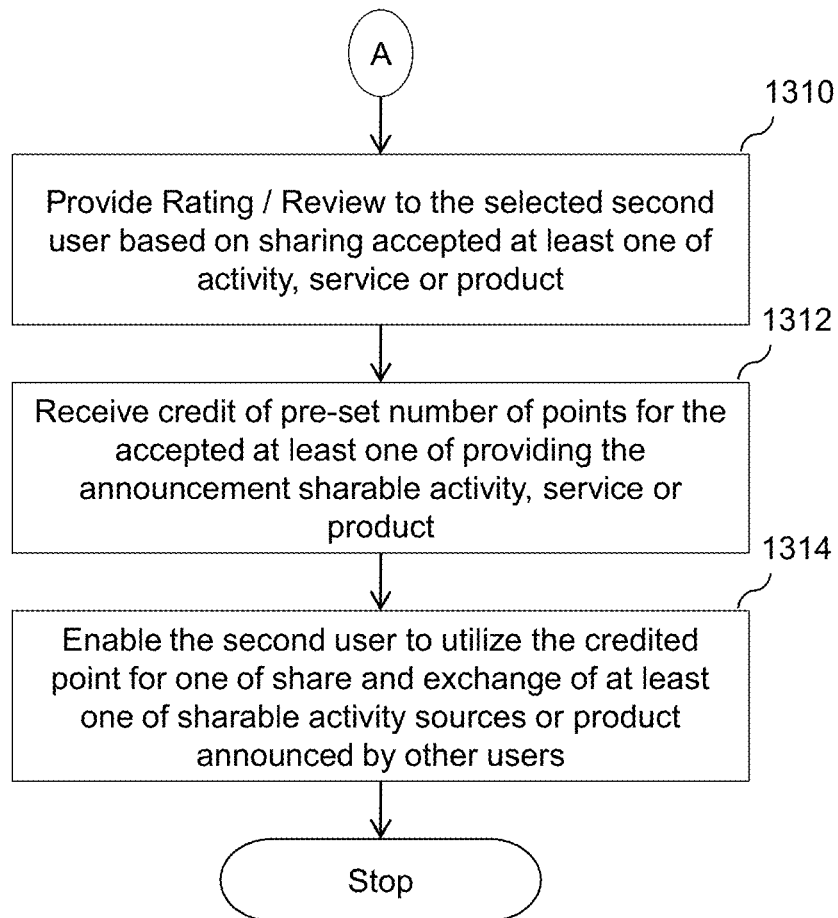 A
1310
Provide Rating / Review to the selected second
user based on sharing accepted at least one of
activity, service or product
1312
Receive credit of pre-set number of points for the
accepted at least one of providing the
announcement sharable activity, service or
product
1314
Enable the second user to utilize the credited
point for one of share and exchange of at least
one of sharable activity sources or product
announced by other users
Stop